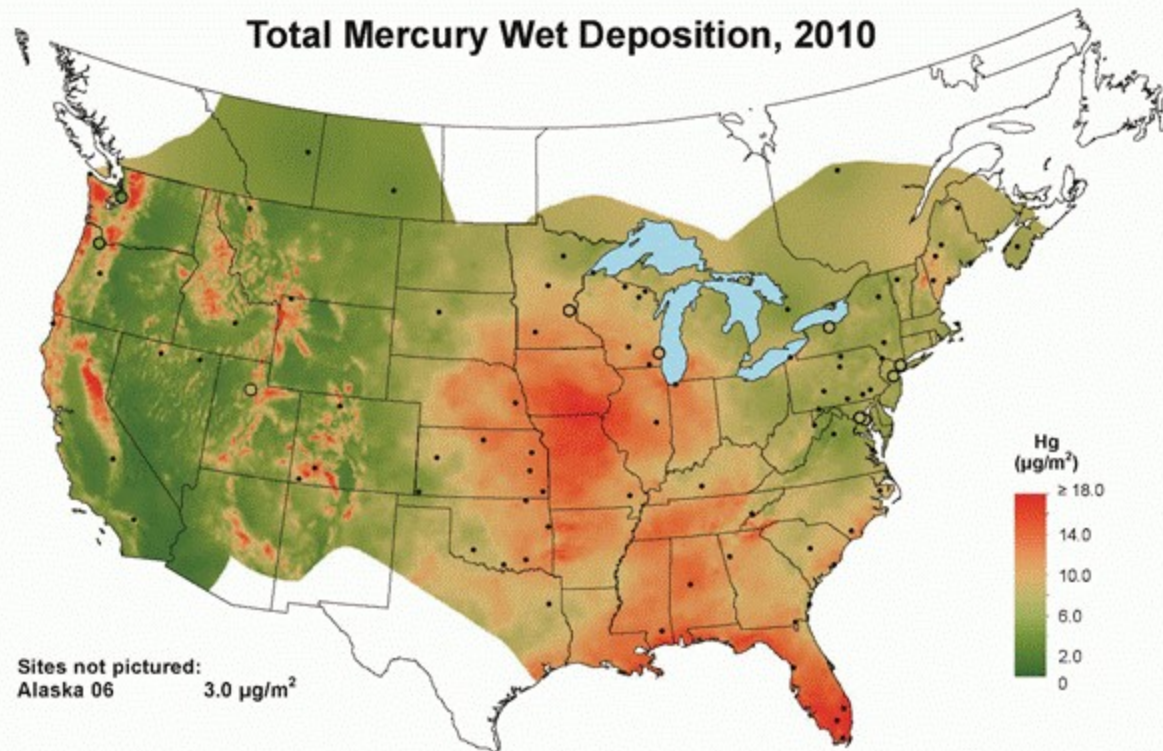 Total Mercury Wet Deposition, 2010
Hg
(µg/m²)
≥ 18.0
14.0
10.0
6.0
2.0
0
Sites not pictured:
Alaska 06 3.0 µg/m²